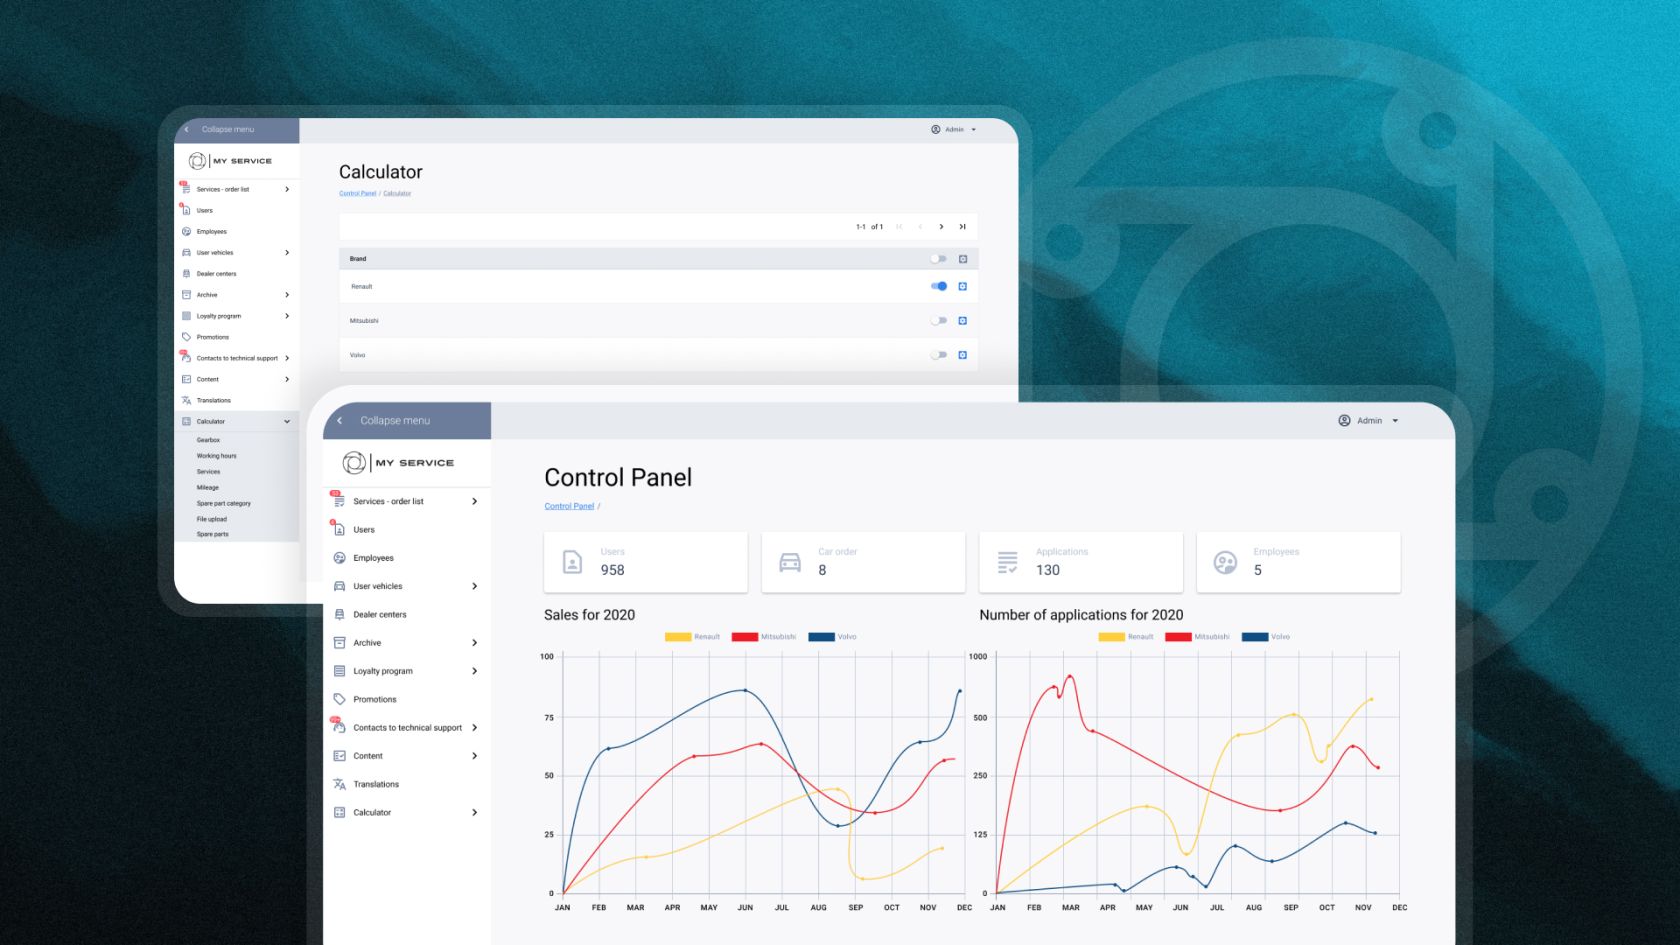 Collapse menu
Admin
MY SERVICE
Services - order list
Users
Employees
User vehicles
Dealer centers
Archive
Loyalty program
Promotions
Contacts to technical support
Content
Translations
Calculator
Gearbox
Working hours
Services
Mileage
Spare part category
File upload
Spare parts
Calculator
Control Panel / Calculator
1-1 of 1
Brand
Renault
Mitsubishi
Volvo
Collapse menu
Admin
MY SERVICE
Services - order list
Users
Employees
User vehicles
Dealer centers
Archive
Loyalty program
Promotions
Contacts to technical support
Content
Translations
Calculator
Control Panel
Control Panel /
Users
958
Car order
8
Applications
130
Employees
5
Sales for 2020
Renault Mitsubishi Volvo
100
75
50
25
0
JAN FEB MAR APR MAY JUN JUL AUG SEP OCT NOV DEC
Number of applications for 2020
Renault Mitsubishi Volvo
1000
500
250
125
0
JAN FEB MAR APR MAY JUN JUL AUG SEP OCT NOV DEC